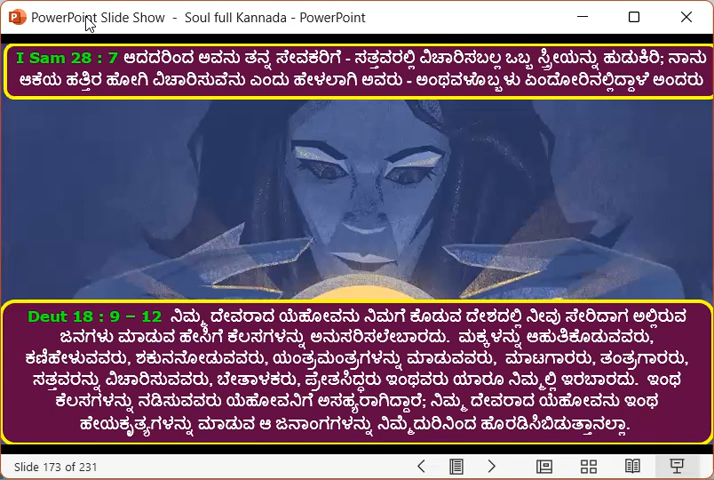 PowerPoint Slide Show - Soul full Kannada - PowerPoint
I Sam 28 : 7 ಆದದರಿಂದ ಅವನು ತನ್ನ ಸೇವಕರಿಗೆ - ಸತ್ತವರಲ್ಲಿ ವಿಚಾರಿಸಬಲ್ಲ ಒಬ್ಬ ಸ್ತ್ರೀಯನ್ನು ಹುಡುಕಿರಿ; ನಾನು
ಆಕೆಯ ಹತ್ತಿರ ಹೋಗಿ ವಿಚಾರಿಸುವೆನು ಎಂದು ಹೇಳಲಾಗಿ ಅವರು - ಅಂಥವಳೊಬ್ಬಳು ಏಂದೋರಿನಲ್ಲಿದ್ದಾಳೆ ಅಂದರು
Deut 18 : 9 – 12 ನಿಮ್ಮ ದೇವರಾದ ಯೆಹೋವನು ನಿಮಗೆ ಕೊಡುವ ದೇಶದಲ್ಲಿ ನೀವು ಸೇರಿದಾಗ ಅಲ್ಲಿರುವ
ಜನಗಳು ಮಾಡುವ ಹೇಸಿಗೆ ಕೆಲಸಗಳನ್ನು ಅನುಸರಿಸಲೇಬಾರದು. ಮಕ್ಕಳನ್ನು ಆಹುತಿಕೊಡುವವರು,
ಕಣಿಹೇಳುವವರು, ಶಕುನನೋಡುವವರು, ಯಂತ್ರಮಂತ್ರಗಳನ್ನು ಮಾಡುವವರು, ಮಾಟಗಾರರು, ತಂತ್ರಗಾರರು,
ಸತ್ತವರನ್ನು ವಿಚಾರಿಸುವವರು, ಬೇತಾಳಕರು, ಪ್ರೇತಸಿದ್ಧರು ಇಂಥವರು ಯಾರೂ ನಿಮ್ಮಲ್ಲಿ ಇರಬಾರದು. ಇಂಥ
ಕೆಲಸಗಳನ್ನು ನಡಿಸುವವರು ಯೆಹೋವನಿಗೆ ಅಸಹ್ಯರಾಗಿದ್ದಾರೆ; ನಿಮ್ಮ ದೇವರಾದ ಯೆಹೋವನು ಇಂಥ
ಹೇಯಕೃತ್ಯಗಳನ್ನು ಮಾಡುವ ಆ ಜನಾಂಗಗಳನ್ನು ನಿಮ್ಮೆದುರಿನಿಂದ ಹೊರಡಿಸಿಬಿಡುತ್ತಾನಲ್ಲಾ.
Slide 173 of 231